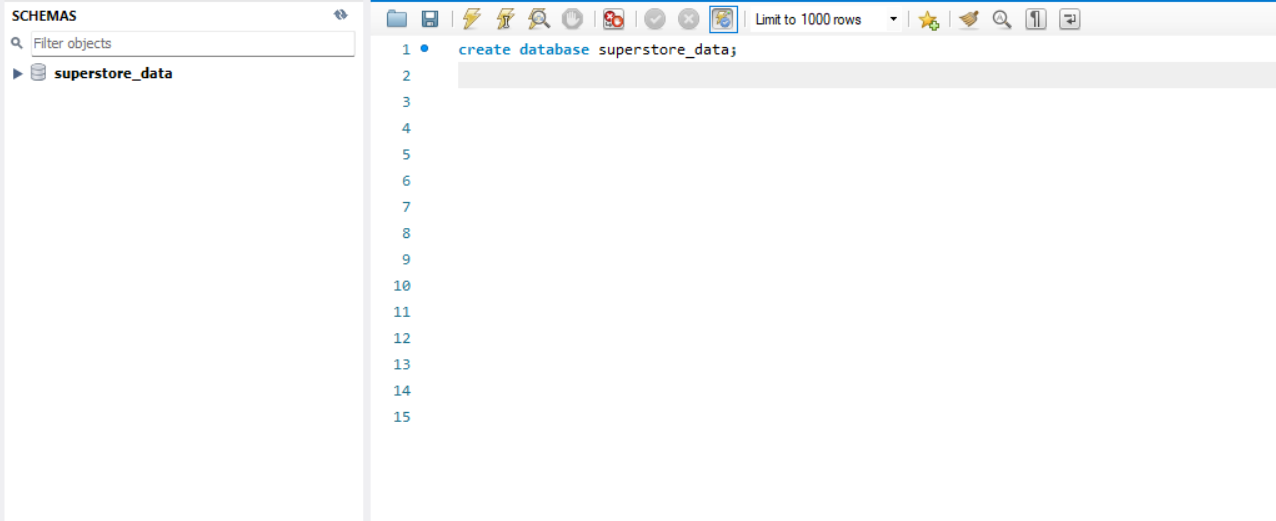 SCHEMAS
Filter objects
superstore_data
Limit to 1000 rows
1 create database superstore_data;
2
3
4
5
6
7
8
9
10
11
12
13
14
15